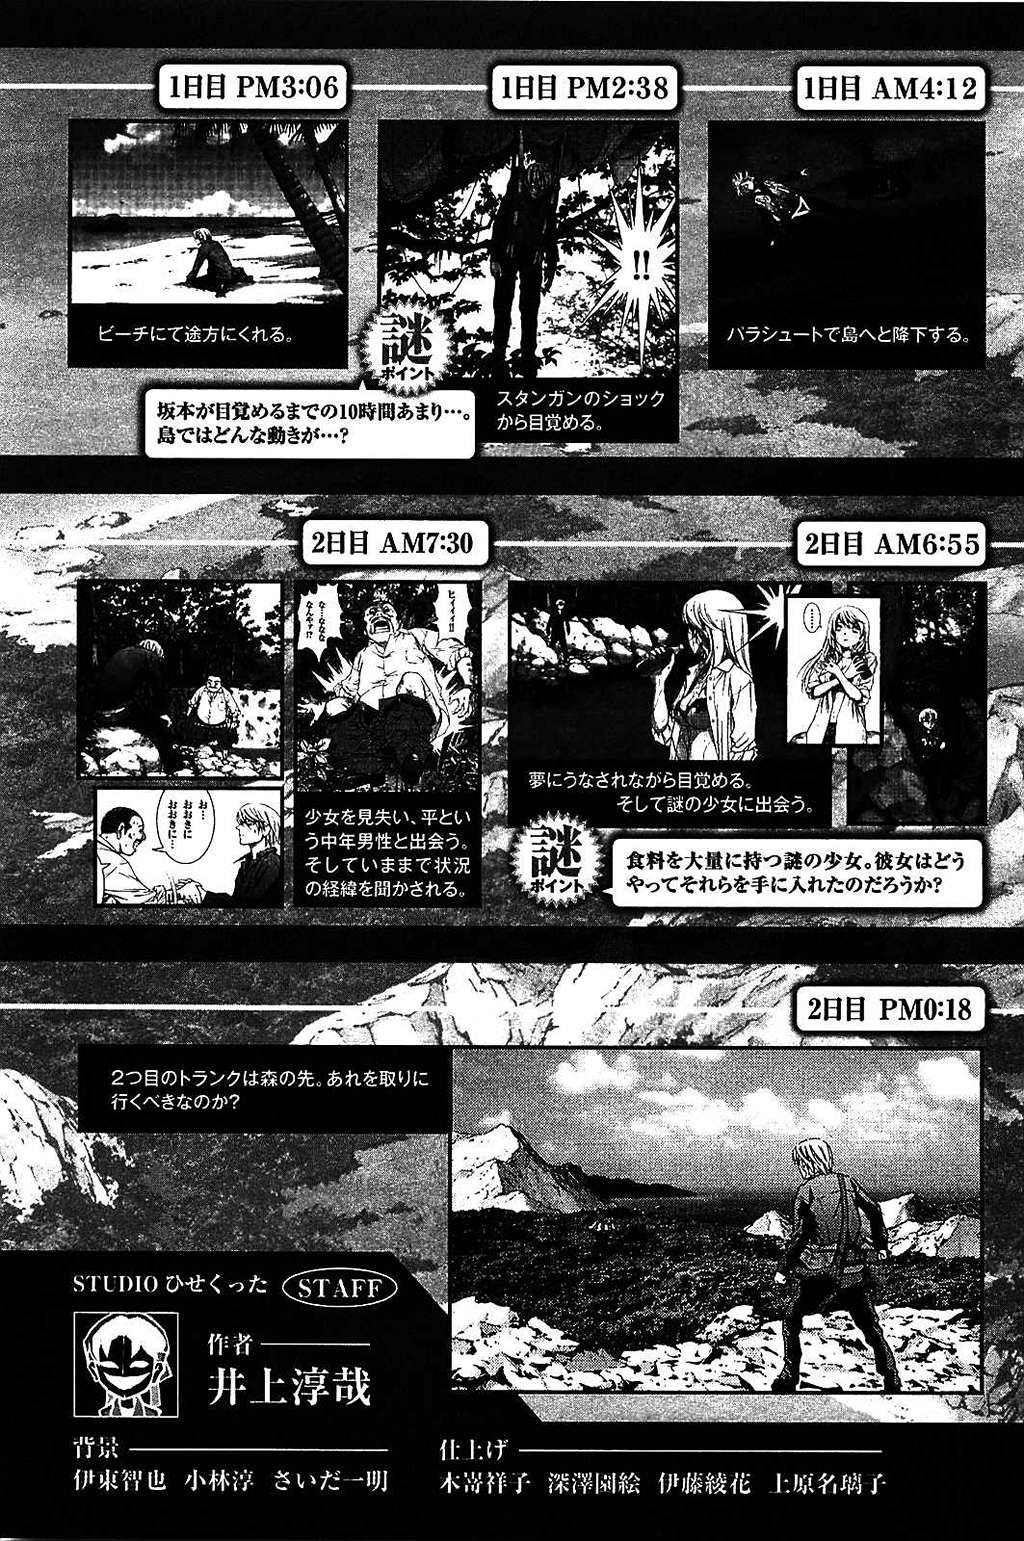 1日目 AM4:12
パラシュートで島へと降下する。
1日目 PM2:38
!!
スタンガンのショック
から目覚める。
謎
ポイント
坂本が目覚めるまでの10時間あまり…。
島ではどんな動きが…?
1日目 PM3:06
ビーチにて途方にくれる。
2日目 AM6:55
……
夢にうなされながら目覚める。
そして謎の少女に出会う。
謎
ポイント
食料を大量に持つ謎の少女。彼女はどう
やってそれらを手に入れたのだろうか?
2日目 AM7:30
ヒイィィィ!!
な…なななな
なんやァ!?
少女を見失い、平とい
う中年男性と出会う。
そしていままで状況
の経緯を聞かされる。
お…
おおきに
おおきに…
2日目 PM0:18
2つ目のトランクは森の先。あれを取りに
行くべきなのか?
STUDIO ひせくった STAFF
作者
井上淳哉
背景
伊東智也 小林淳 さいだ一明
仕上げ
木嵜祥子 深澤園絵 伊藤綾花 上原名璃子